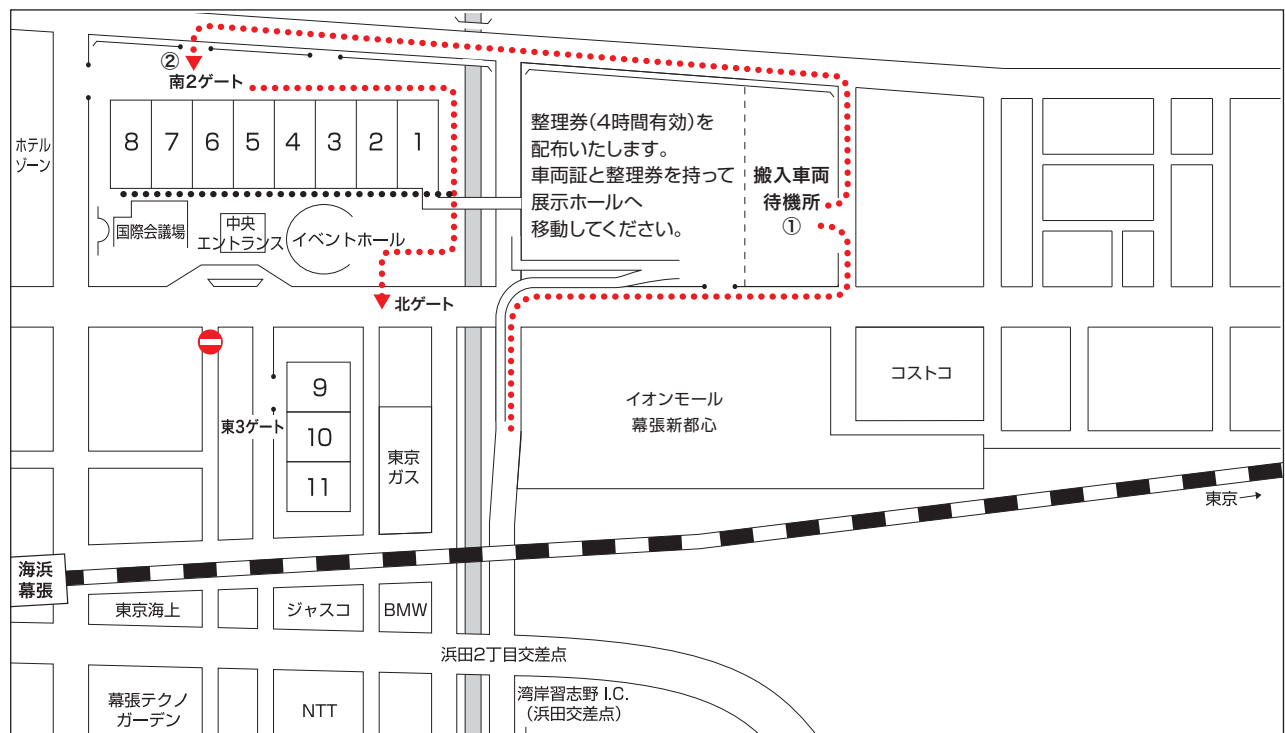 ②
南2ゲート
ホテル
ゾーン
8 7 6 5 4 3 2 1
整理券(4時間有効)を
配布いたします。
車両証と整理券を持って
展示ホールへ
移動してください。
搬入車両
待機所
①
国際会議場
中央
エントランス
イベントホール
北ゲート
9
10
11
東3ゲート
東京
ガス
イオンモール
幕張新都心
コストコ
東京→
海浜
幕張
東京海上
ジャスコ
BMW
浜田2丁目交差点
幕張テクノ
ガーデン
NTT
湾岸習志野 I.C.
(浜田交差点)